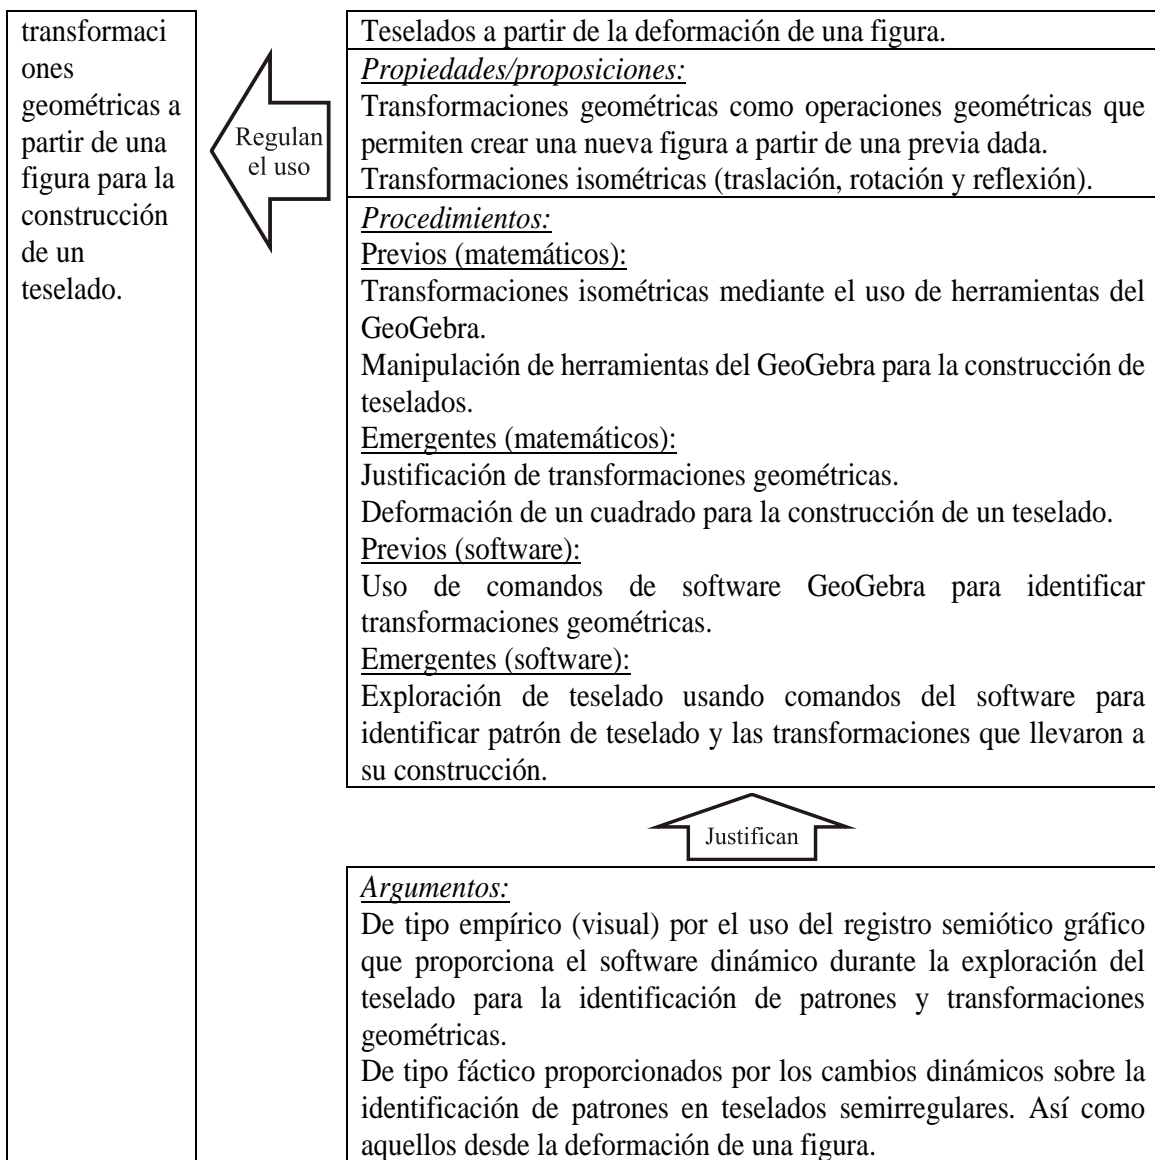 transformaci
ones
geométricas a
partir de una
figura para la
construcción
de un
teselado.
Regulan
el uso
Teselados a partir de la deformación de una figura.
Propiedades/proposiciones:
Transformaciones geométricas como operaciones geométricas que
permiten crear una nueva figura a partir de una previa dada.
Transformaciones isométricas (traslación, rotación y reflexión).
Procedimientos:
Previos (matemáticos):
Transformaciones isométricas mediante el uso de herramientas del
GeoGebra.
Manipulación de herramientas del GeoGebra para la construcción de
teselados.
Emergentes (matemáticos):
Justificación de transformaciones geométricas.
Deformación de un cuadrado para la construcción de un teselado.
Previos (software):
Uso de comandos de software GeoGebra para identificar
transformaciones geométricas.
Emergentes (software):
Exploración de teselado usando comandos del software para
identificar patrón de teselado y las transformaciones que llevaron a
su construcción.
Justifican
Argumentos:
De tipo empírico (visual) por el uso del registro semiótico gráfico
que proporciona el software dinámico durante la exploración del
teselado para la identificación de patrones y transformaciones
geométricas.
De tipo fáctico proporcionados por los cambios dinámicos sobre la
identificación de patrones en teselados semirregulares. Así como
aquellos desde la deformación de una figura.